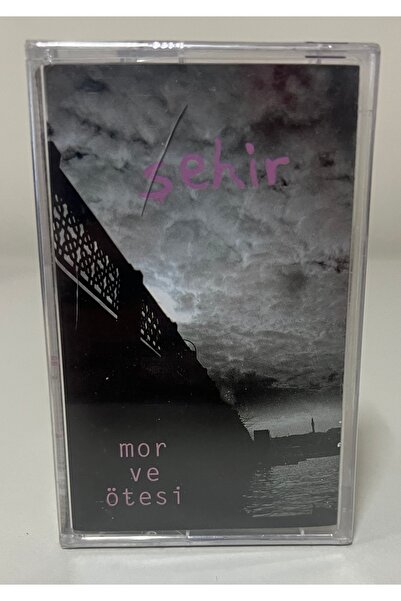 şehir
mor
ve
ötesi